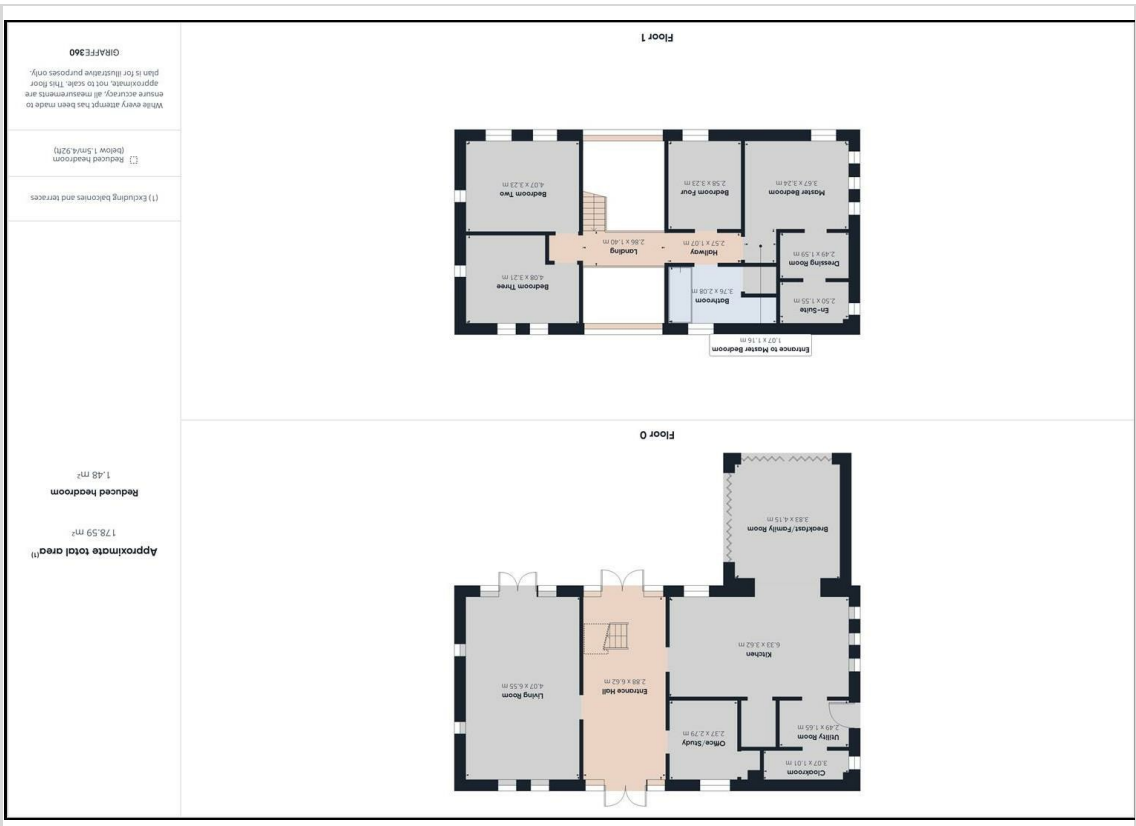 Cloakroom
3.07 x 1.01 m
Utility Room
2.49 x 1.65 m
Office/Study
2.37 x 2.79 m
Entrance Hall
2.88 x 6.62 m
Living Room
4.07 x 6.55 m
Kitchen
6.33 x 3.62 m
Breakfast/Family Room
3.83 x 4.15 m
Floor 0
Entrance to Master Bedroom
1.07 x 1.16 m
En-Suite
2.50 x 1.55 m
Bathroom
3.76 x 2.08 m
Bedroom Three
4.08 x 3.21 m
Dressing Room
2.49 x 1.59 m
Hallway
2.57 x 1.07 m
Landing
2.86 x 1.40 m
Master Bedroom
3.67 x 3.24 m
Bedroom Four
2.58 x 3.23 m
Bedroom Two
4.07 x 3.23 m
Floor 1
Approximate total area(1)
178.59 m²
Reduced headroom
1.48 m²
(1) Excluding balconies and terraces
Reduced headroom
(below 1.5m/4.92ft)
While every attempt has been made to
ensure accuracy, all measurements are
approximate, not to scale. This floor
plan is for illustrative purposes only.
GIRAFFE360